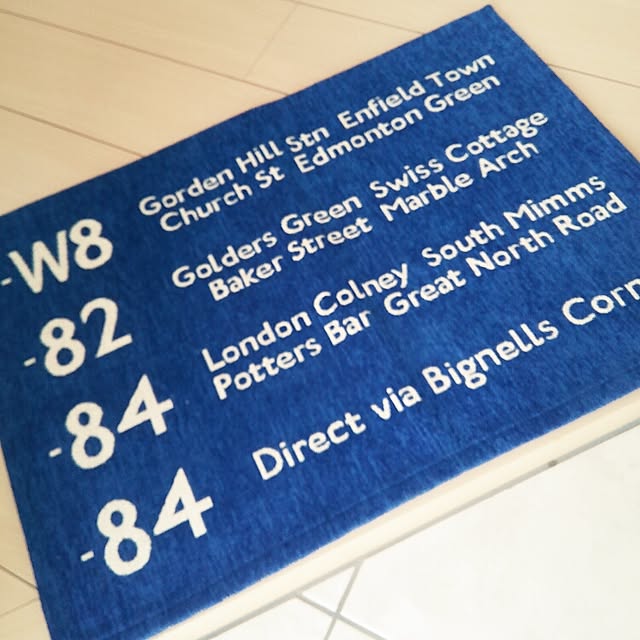 -W8 Gorden Hill Stn Enfield Town
Church St Edmonton Green
-82 Golders Green Swiss Cottage
Baker Street Marble Arch
-84 London Colney South Mimms
Potters Bar Great North Road
-84 Direct via Bignells Corn